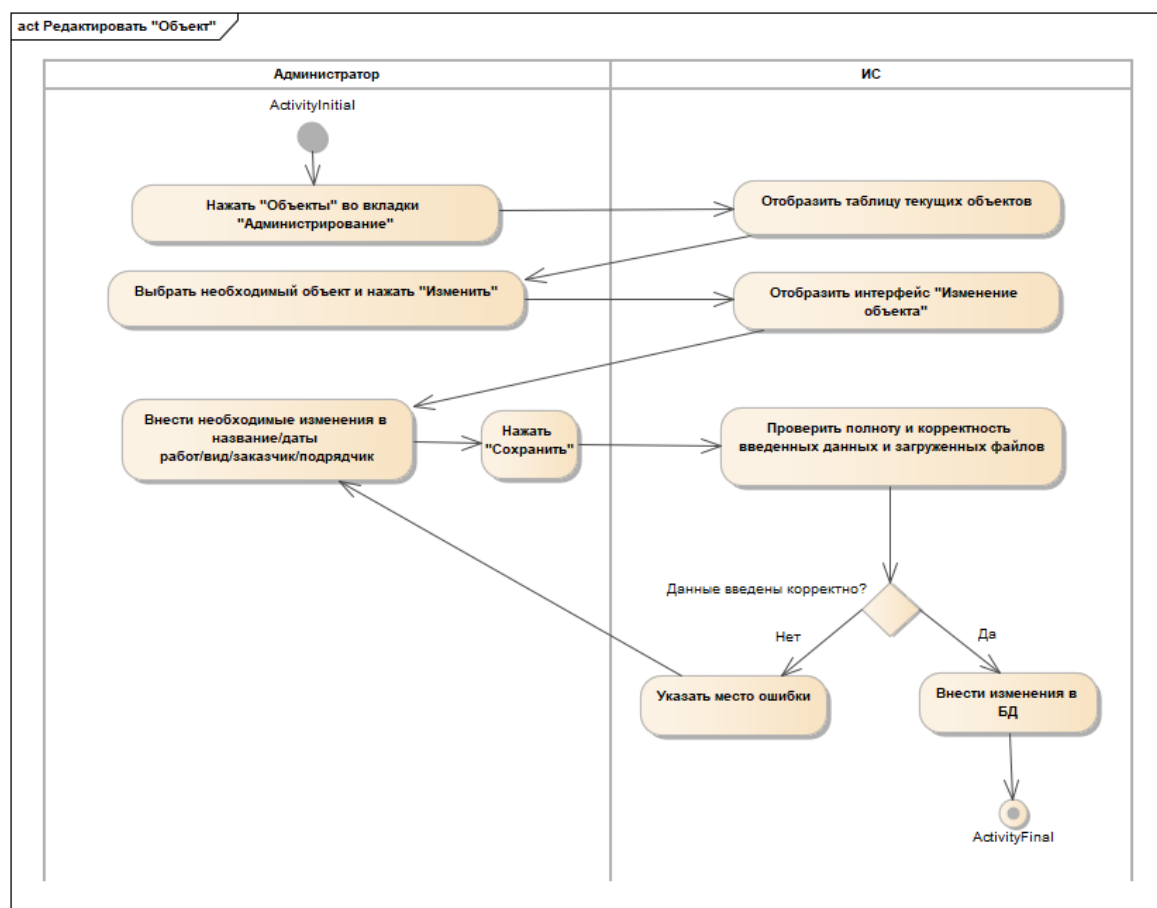 act Редактировать "Объект"
Администратор
ИС
ActivityInitial
Нажать "Объекты" во вкладки
"Администрирование"
Отобразить таблицу текущих объектов
Выбрать необходимый объект и нажать "Изменить"
Отобразить интерфейс "Изменение
объекта"
Внести необходимые изменения в
название/даты
работ/вид/заказчик/подрядчик
Нажать
"Сохранить"
Проверить полноту и корректность
введенных данных и загруженных файлов
Данные введены корректно?
Нет
Да
Указать место ошибки
Внести изменения в
БД
ActivityFinal